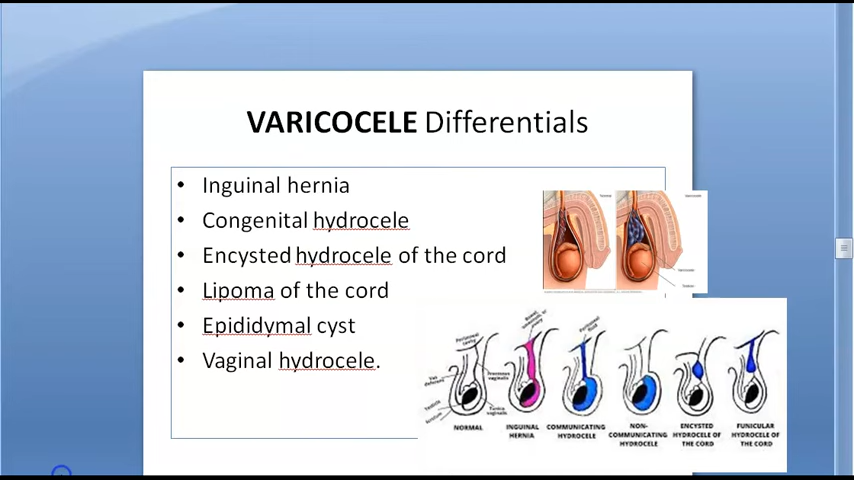 VARICOCELE Differentials
• Inguinal hernia
• Congenital hydrocele
• Encysted hydrocele of the cord
• Lipoma of the cord
• Epididymal cyst
• Vaginal hydrocele.
NORMAL
INGUINAL
HERNIA
COMMUNICATING
HYDROCELE
NON-
COMMUNICATING
HYDROCELE
ENCYSTED
HYDROCELE OF
THE CORD
FUNICULAR
HYDROCELE OF
THE CORD